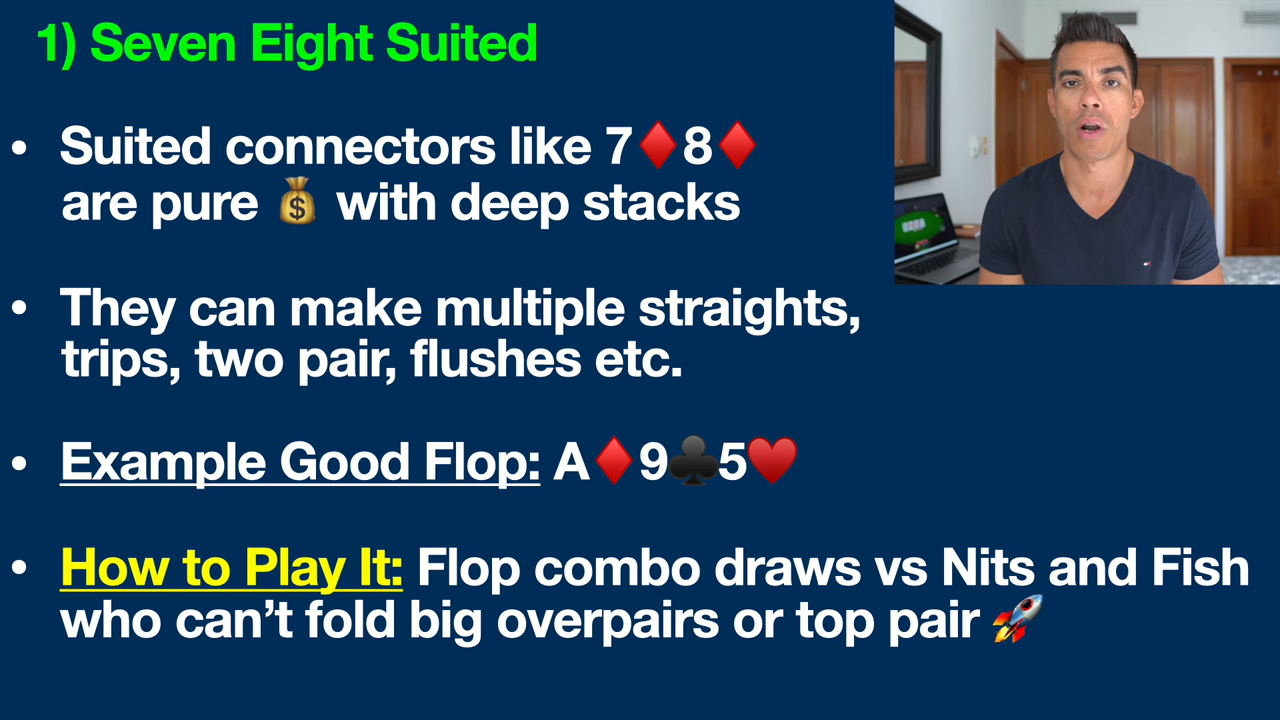 1) Seven Eight Suited
• Suited connectors like 7♦️8♦️
are pure 💰 with deep stacks
• They can make multiple straights,
trips, two pair, flushes etc.
• Example Good Flop: A♦️9♣️5♥️
• How to Play It: Flop combo draws vs Nits and Fish
who can’t fold big overpairs or top pair 🚀